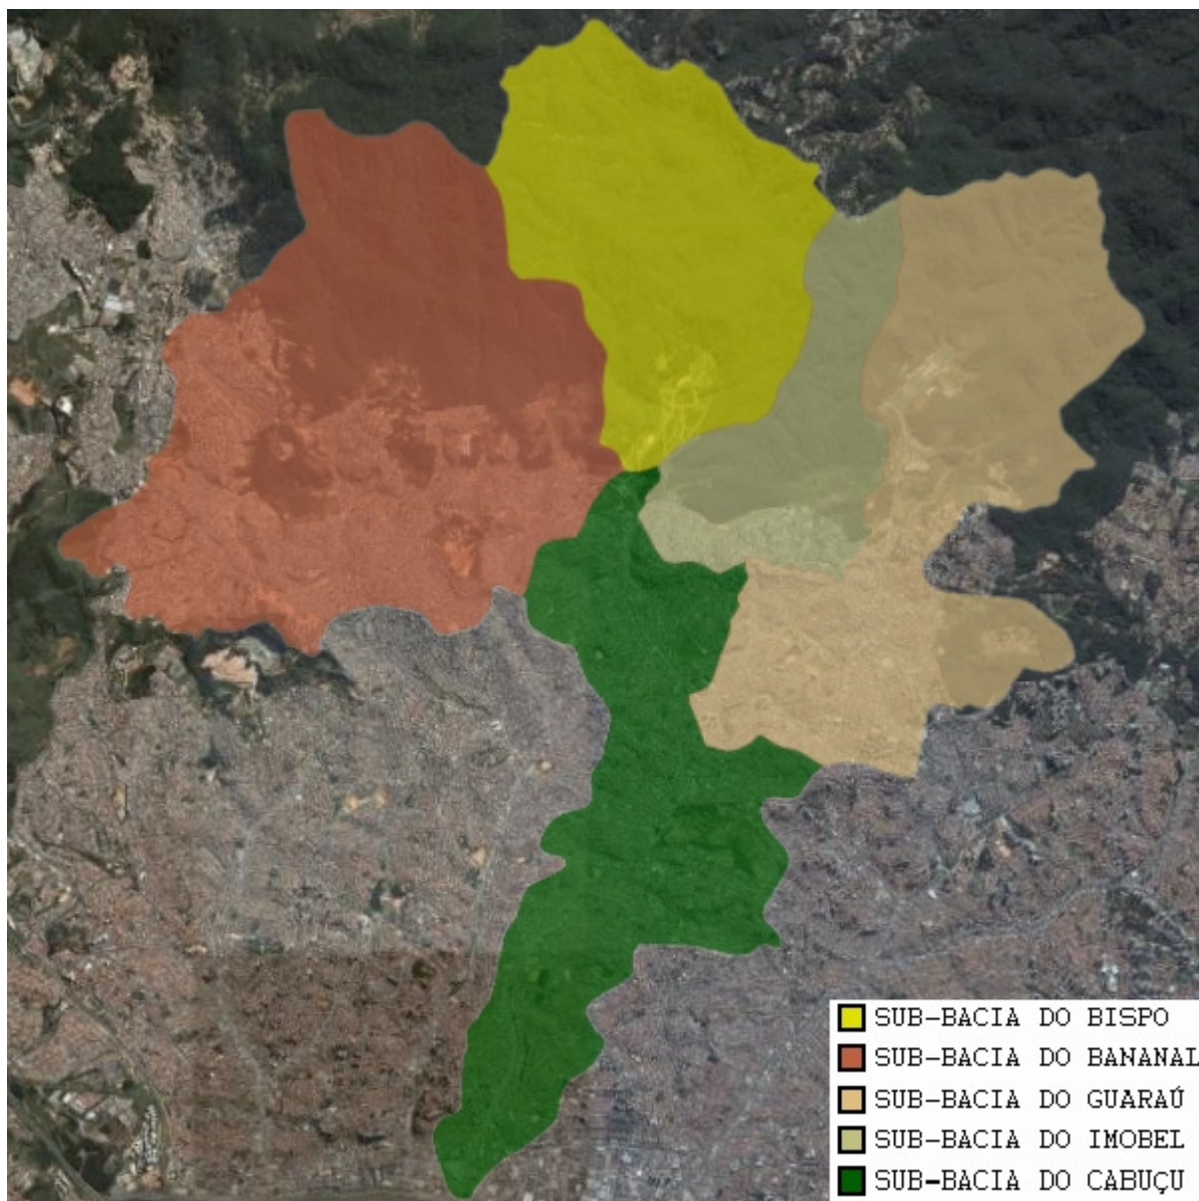 SUB-BACIA DO BISPO
SUB-BACIA DO BANANAL
SUB-BACIA DO GUARAÚ
SUB-BACIA DO IMOBEL
SUB-BACIA DO CABUÇU